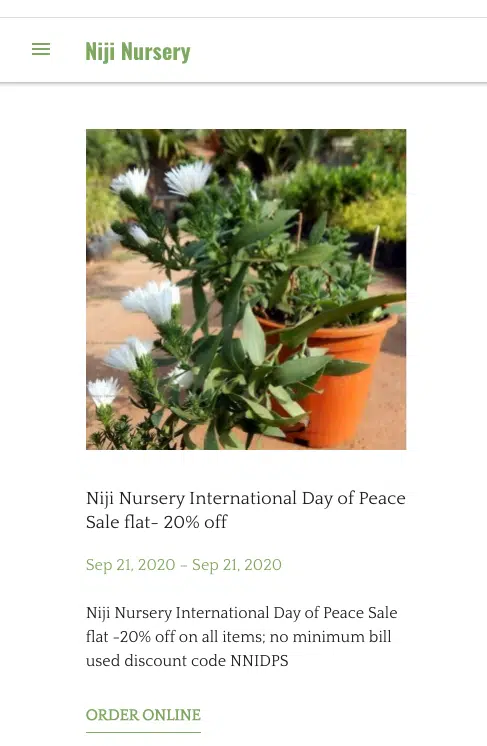 Niji Nursery
Niji Nursery International Day of Peace
Sale flat- 20% off
Sep 21, 2020 – Sep 21, 2020
Niji Nursery International Day of Peace Sale
flat -20% off on all items; no minimum bill
used discount code NNIDPS
ORDER ONLINE